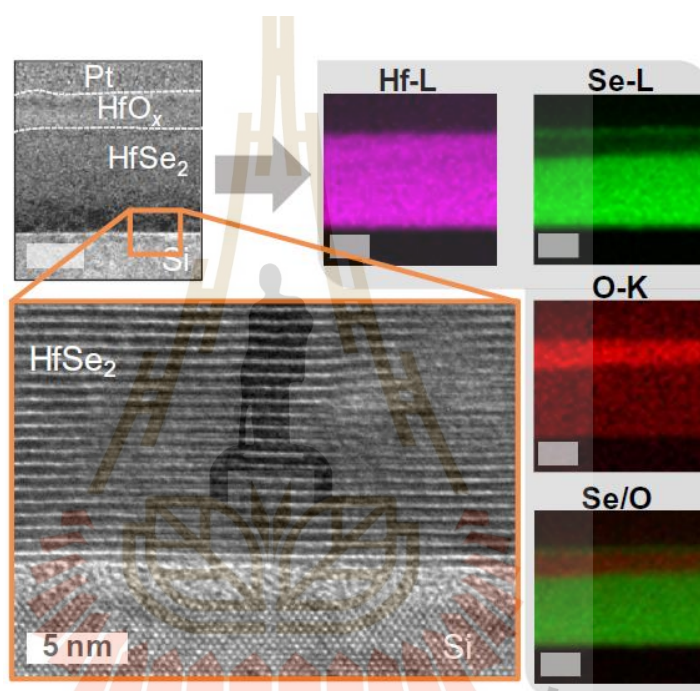 Pt
HfOx
HfSe2
Si
Hf-L
Se-L
HfSe2
5 nm
Si
O-K
Se/O